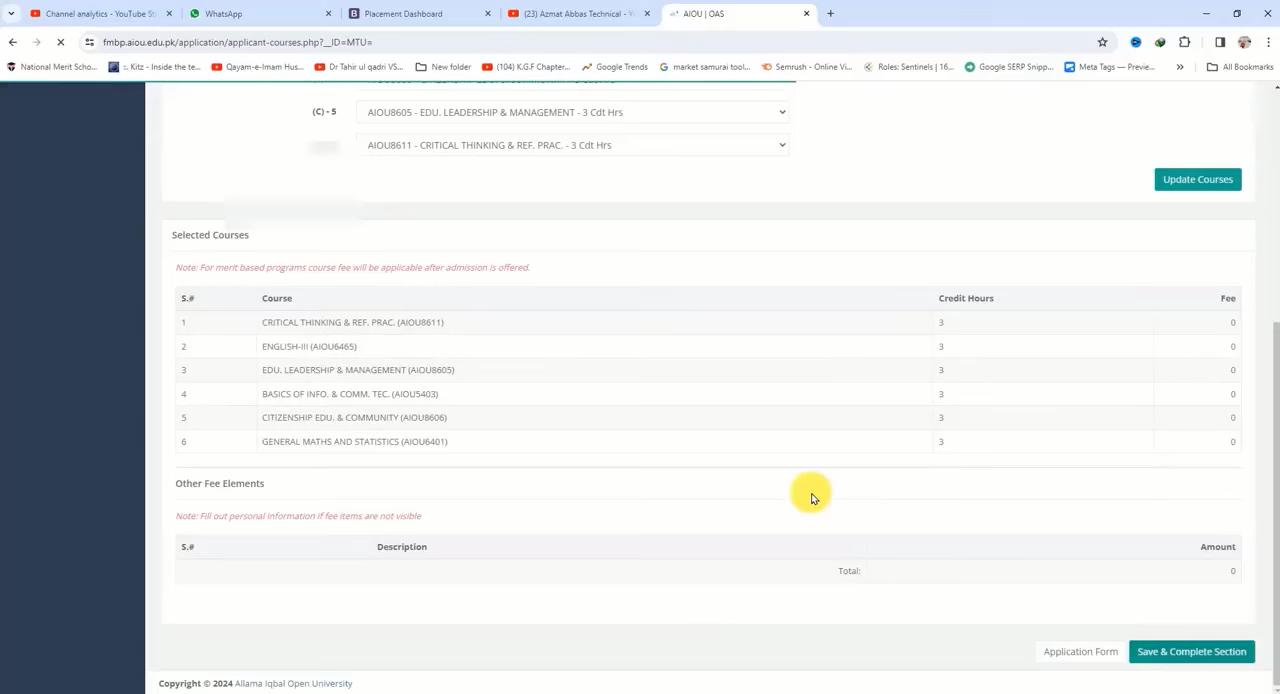 Channel analytics - YouTube St
WhatsApp
Placement Dashboard
(23) Azmat Abbas Technical - Y
AIOU | OAS
fmbp.aiou.edu.pk/application/applicant-courses.php?__ID=MTU=
National Merit Scho...
:. Kitz - Inside the te...
Qayam-e-Imam Hus...
Dr Tahir ul qadri VS...
New folder
(104) K.G.F Chapter...
Google Trends
market samurai tool...
Semrush - Online Vi...
Roles: Sentinels | 16...
Google SERP Snipp...
Meta Tags — Previe...
»
All Bookmarks
(C) - 5
AIOU8605 - EDU. LEADERSHIP & MANAGEMENT - 3 Cdt Hrs
AIOU8611 - CRITICAL THINKING & REF. PRAC. - 3 Cdt Hrs
Update Courses
Selected Courses
Note: For merit based programs course fee will be applicable after admission is offered.
S.# Course Credit Hours Fee
1 CRITICAL THINKING & REF. PRAC. (AIOU8611) 3 0
2 ENGLISH-III (AIOU6465) 3 0
3 EDU. LEADERSHIP & MANAGEMENT (AIOU8605) 3 0
4 BASICS OF INFO. & COMM. TEC. (AIOU5403) 3 0
5 CITIZENSHIP EDU. & COMMUNITY (AIOU8606) 3 0
6 GENERAL MATHS AND STATISTICS (AIOU6401) 3 0
Other Fee Elements
Note: Fill out personal information if fee items are not visible
S.# Description Amount
Total: 0
Application Form
Save & Complete Section
Copyright © 2024 Allama Iqbal Open University